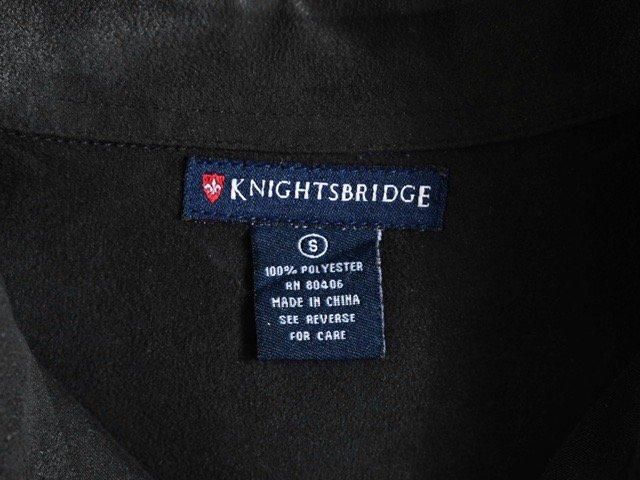 KNIGHTSBRIDGE
S
100% POLYESTER
RN 80406
MADE IN CHINA
SEE REVERSE
FOR CARE